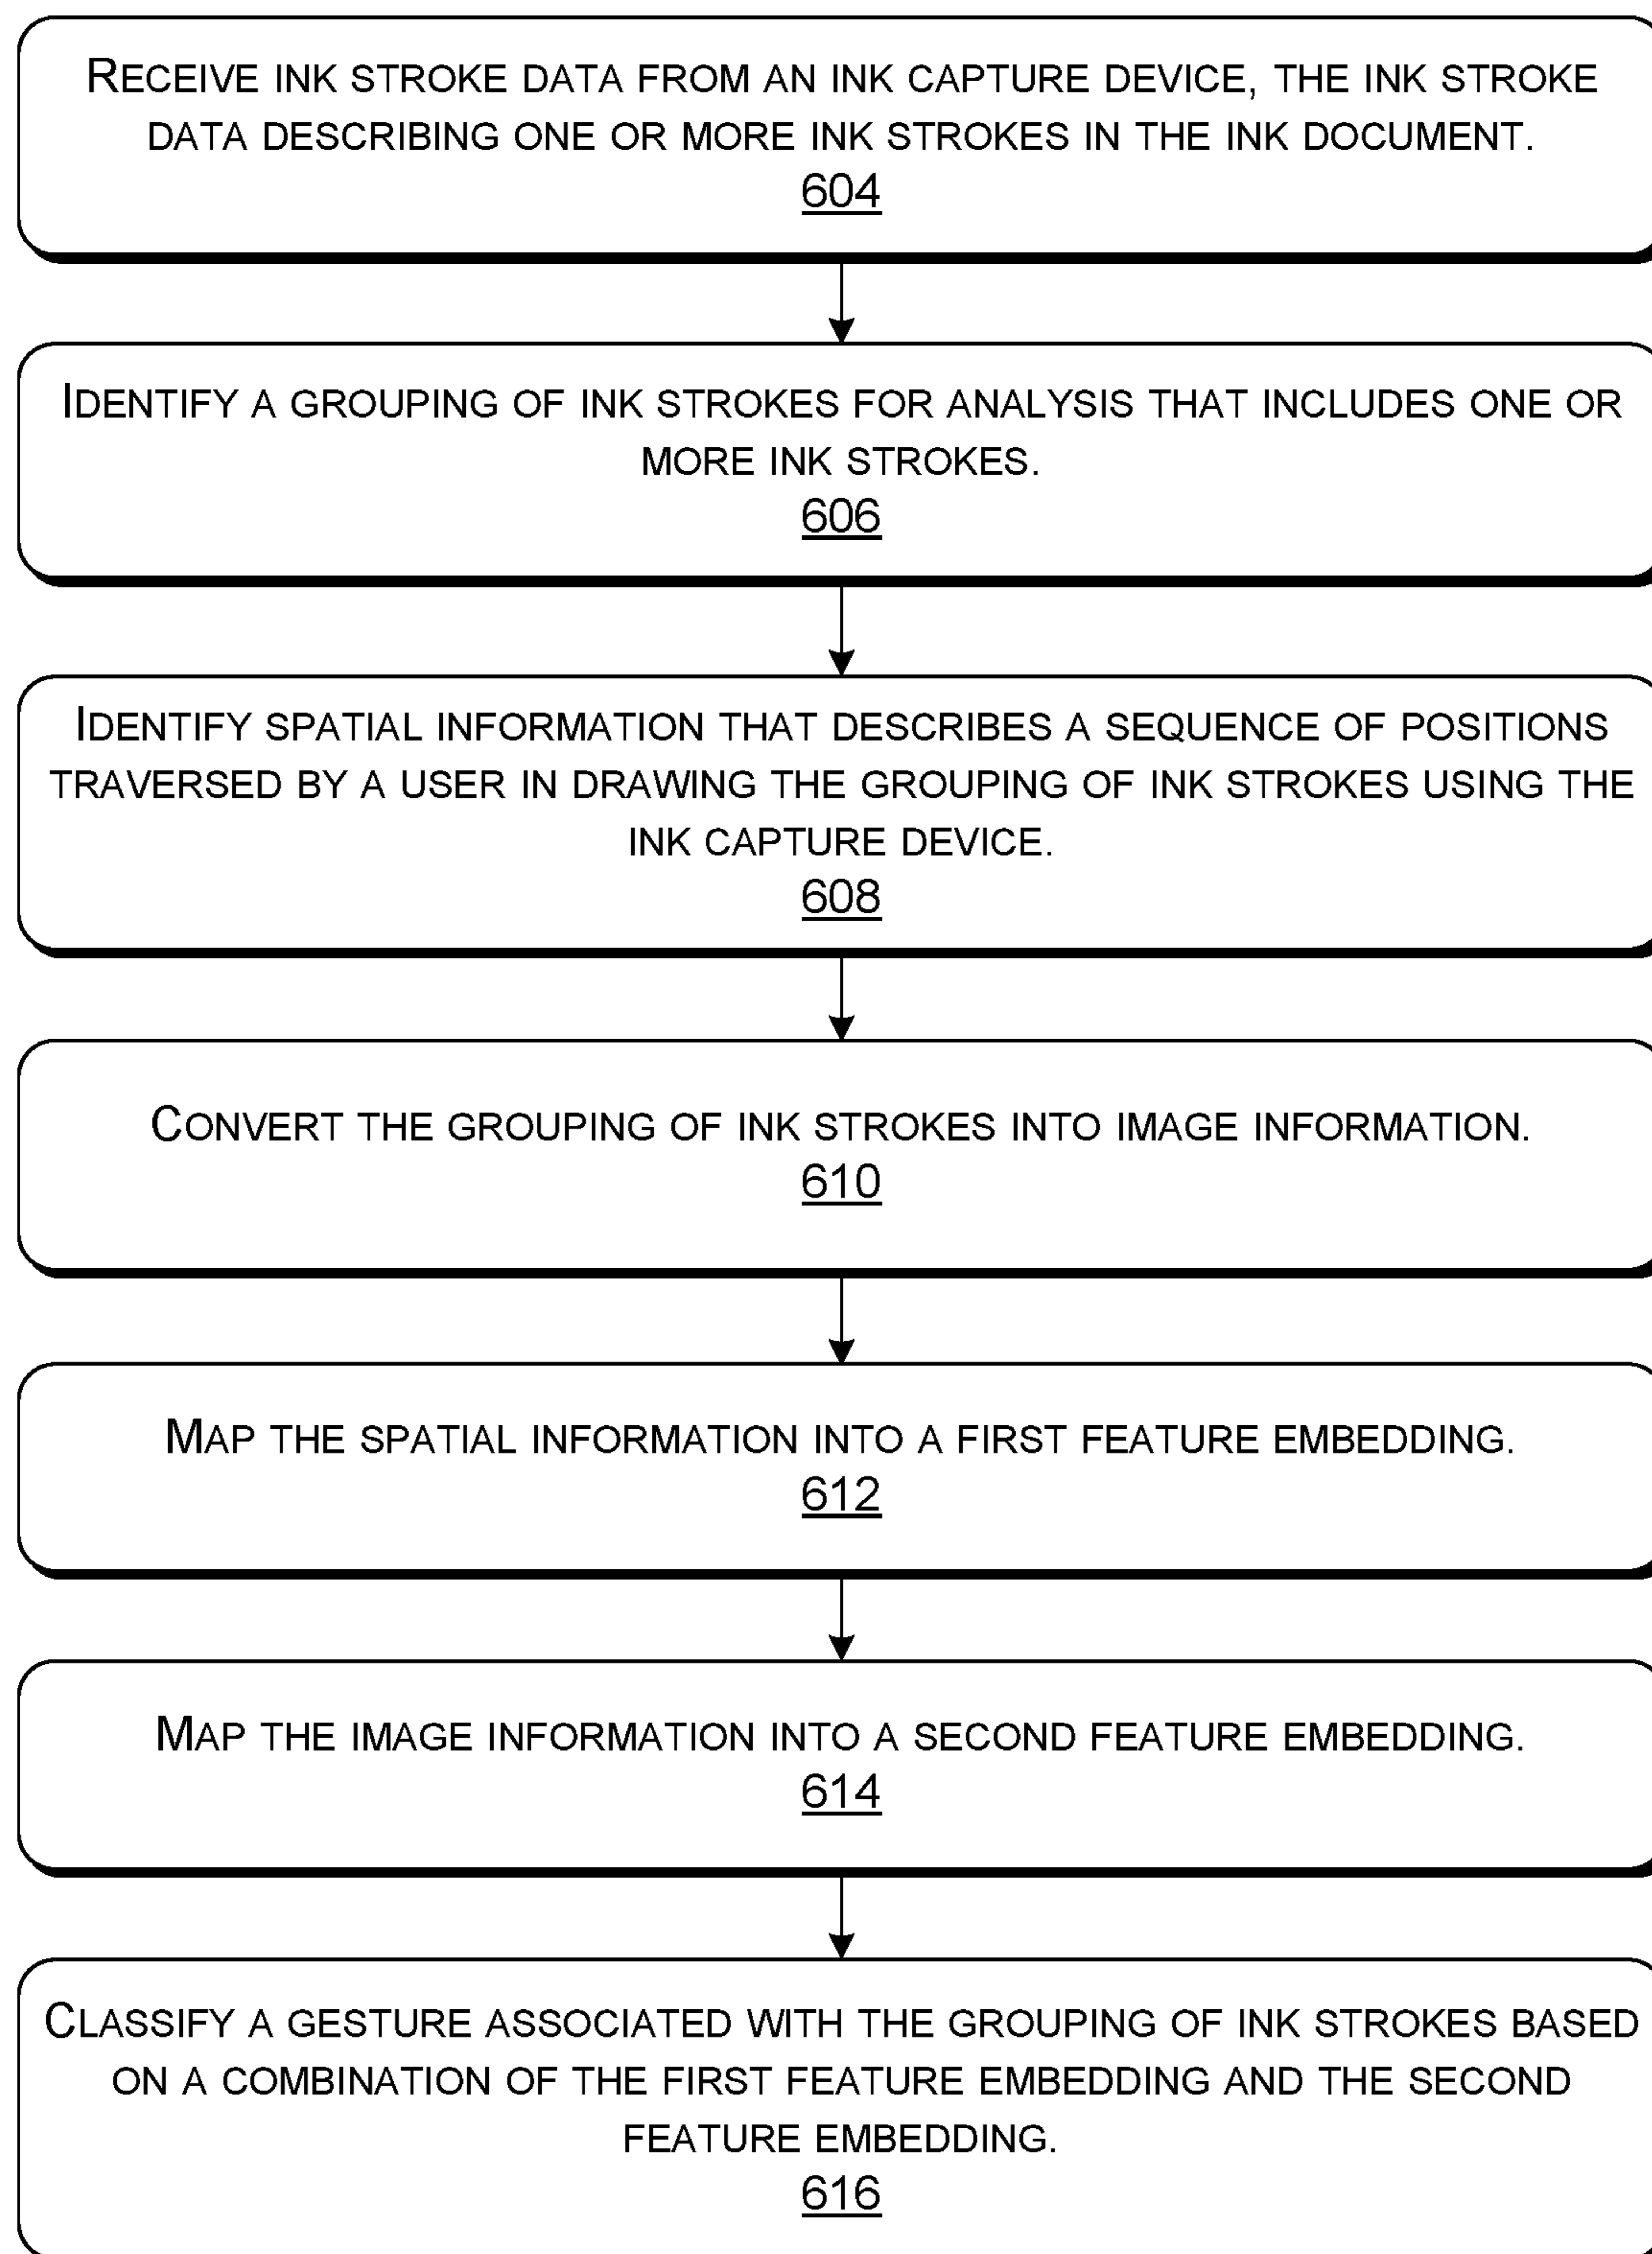 RECEIVE INK STROKE DATA FROM AN INK CAPTURE DEVICE, THE INK STROKE
DATA DESCRIBING ONE OR MORE INK STROKES IN THE INK DOCUMENT.
604
IDENTIFY A GROUPING OF INK STROKES FOR ANALYSIS THAT INCLUDES ONE OR
MORE INK STROKES.
606
IDENTIFY SPATIAL INFORMATION THAT DESCRIBES A SEQUENCE OF POSITIONS
TRAVERSED BY A USER IN DRAWING THE GROUPING OF INK STROKES USING THE
INK CAPTURE DEVICE.
608
CONVERT THE GROUPING OF INK STROKES INTO IMAGE INFORMATION.
610
MAP THE SPATIAL INFORMATION INTO A FIRST FEATURE EMBEDDING.
612
MAP THE IMAGE INFORMATION INTO A SECOND FEATURE EMBEDDING.
614
CLASSIFY A GESTURE ASSOCIATED WITH THE GROUPING OF INK STROKES BASED
ON A COMBINATION OF THE FIRST FEATURE EMBEDDING AND THE SECOND
FEATURE EMBEDDING.
616